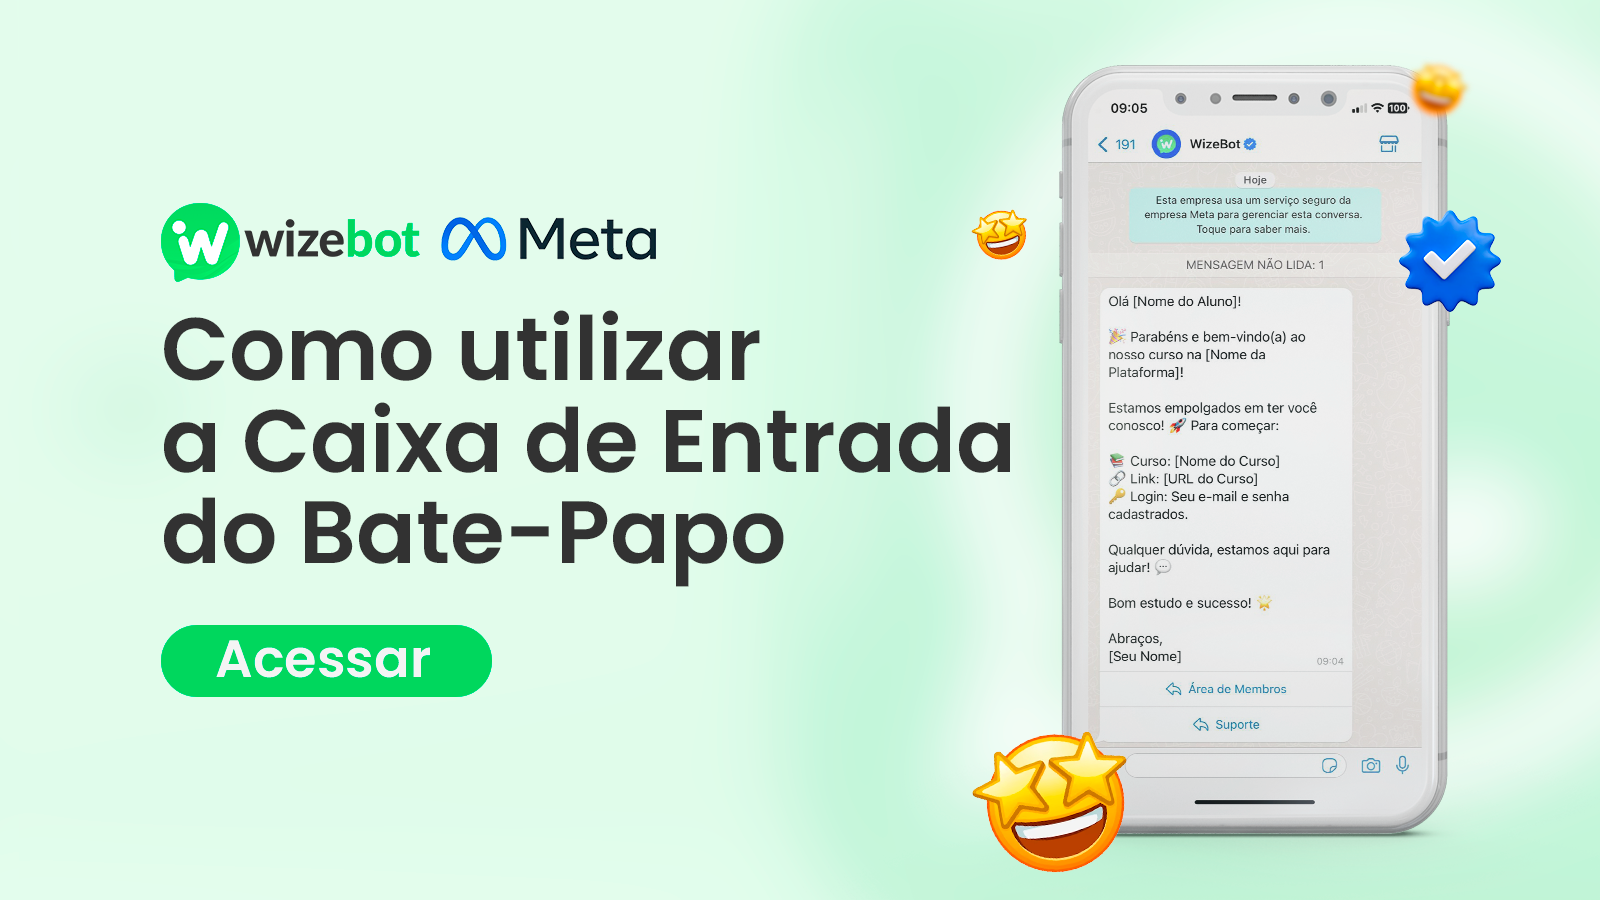 wizebot Meta
Como utilizar
a Caixa de Entrada
do Bate-Papo
Acessar
09:05
100
191
WizeBot
Hoje
Esta empresa usa um serviço seguro da
empresa Meta para gerenciar esta conversa.
Toque para saber mais.
MENSAGEM NÃO LIDA: 1
Olá [Nome do Aluno]!
🎉 Parabéns e bem-vindo(a) ao
nosso curso na [Nome da
Plataforma]!
Estamos empolgados em ter você
conosco! 🚀 Para começar:
📚 Curso: [Nome do Curso]
🔗 Link: [URL do Curso]
🔑 Login: Seu e-mail e senha
cadastrados.
Qualquer dúvida, estamos aqui para
ajudar! 💬
Bom estudo e sucesso! 🌟
Abraços,
[Seu Nome]
09:04
Área de Membros
Suporte